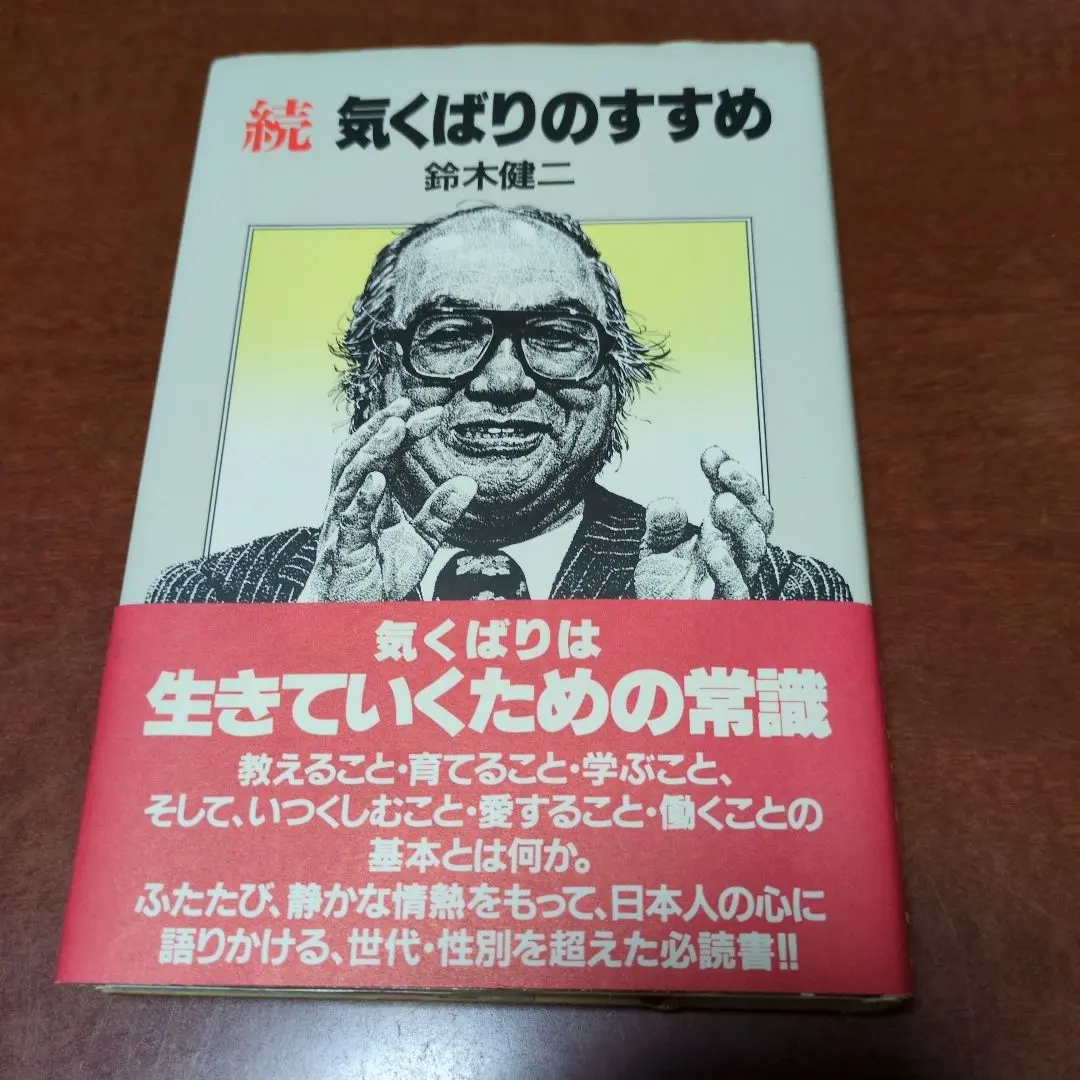 続 気くばりのすすめ
鈴木健二
気くばりは
生きていくための常識
教えること・育てること・学ぶこと、
そして、いつくしむこと・愛すること・働くことの
基本とは何か。
ふたたび、静かな情熱をもって、日本人の心に
語りかける、世代・性別を超えた必読書!!